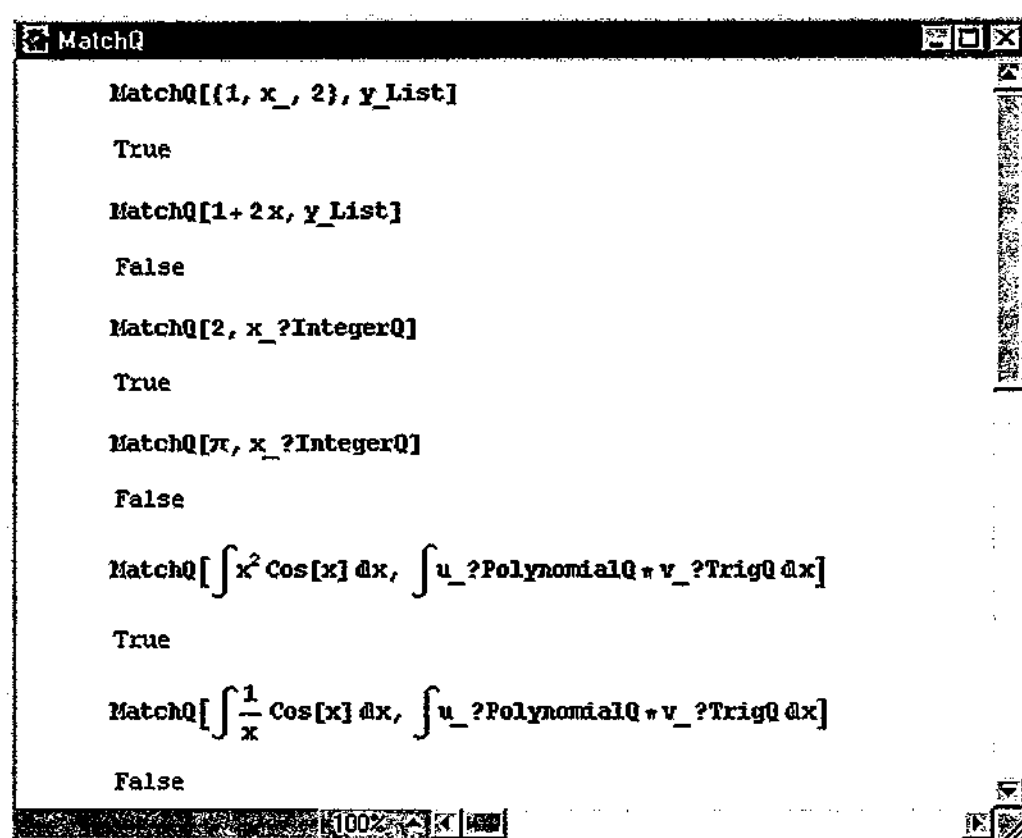 MatchQ
MatchQ[{1, x_, 2}, y_List]
True
MatchQ[1+ 2 x, y_List]
False
MatchQ[2, x_?IntegerQ]
True
MatchQ[π, x_?IntegerQ]
False
MatchQ[∫x² Cos[x] ⅆx, ∫u_?PolynomialQ * v_?TrigQ ⅆx]
True
MatchQ[∫1/x Cos[x] ⅆx, ∫u_?PolynomialQ * v_?TrigQ ⅆx]
False
100%